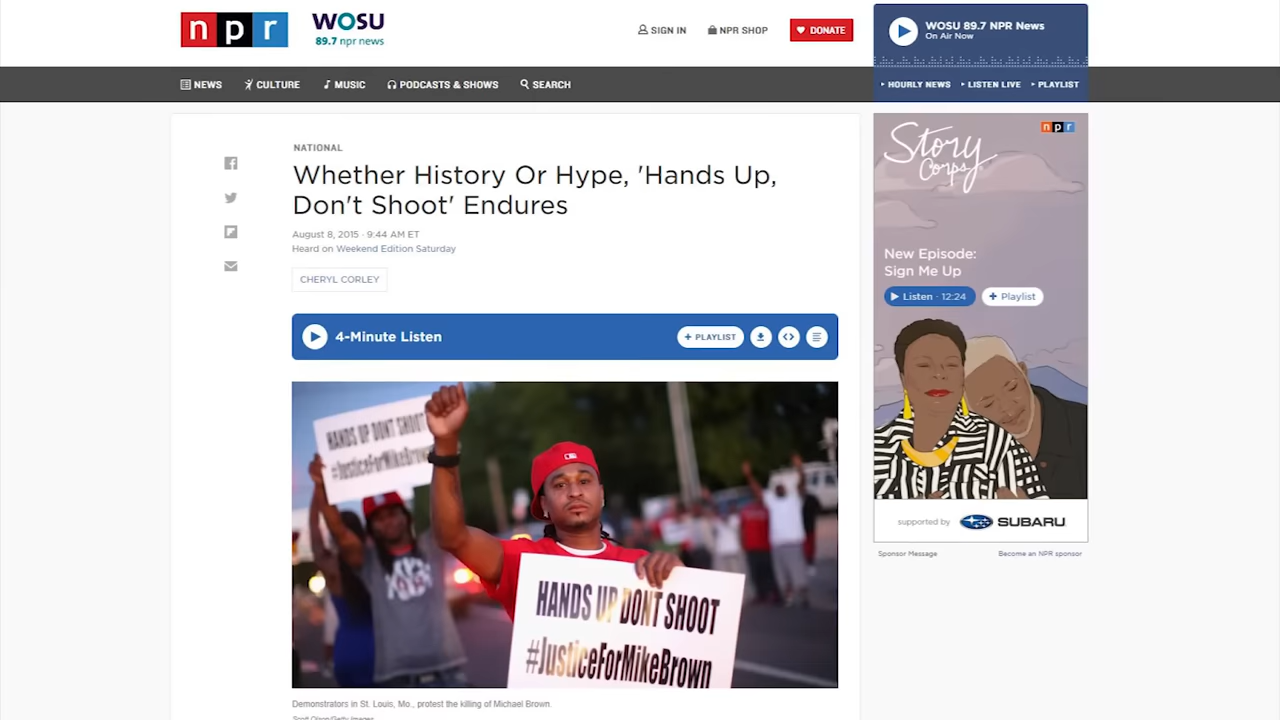 npr
WOSU
89.7 npr news
SIGN IN
NPR SHOP
DONATE
WOSU 89.7 NPR News
On Air Now
NEWS
CULTURE
MUSIC
PODCASTS & SHOWS
SEARCH
HOURLY NEWS
LISTEN LIVE
PLAYLIST
NATIONAL
Whether History Or Hype, 'Hands Up,
Don't Shoot' Endures
August 8, 2015 · 9:44 AM ET
Heard on Weekend Edition Saturday
CHERYL CORLEY
4-Minute Listen
+ PLAYLIST
HANDS UP DONT SHOOT
#JusticeForMikeBrown
HANDS UP DONT SHOOT
#JusticeForMikeBrown
Demonstrators in St. Louis, Mo., protest the killing of Michael Brown.
Scott Olson/Getty Images
npr
Story
Corps
New Episode:
Sign Me Up
Listen · 12:24
+ Playlist
supported by SUBARU
Sponsor Message
Become an NPR sponsor